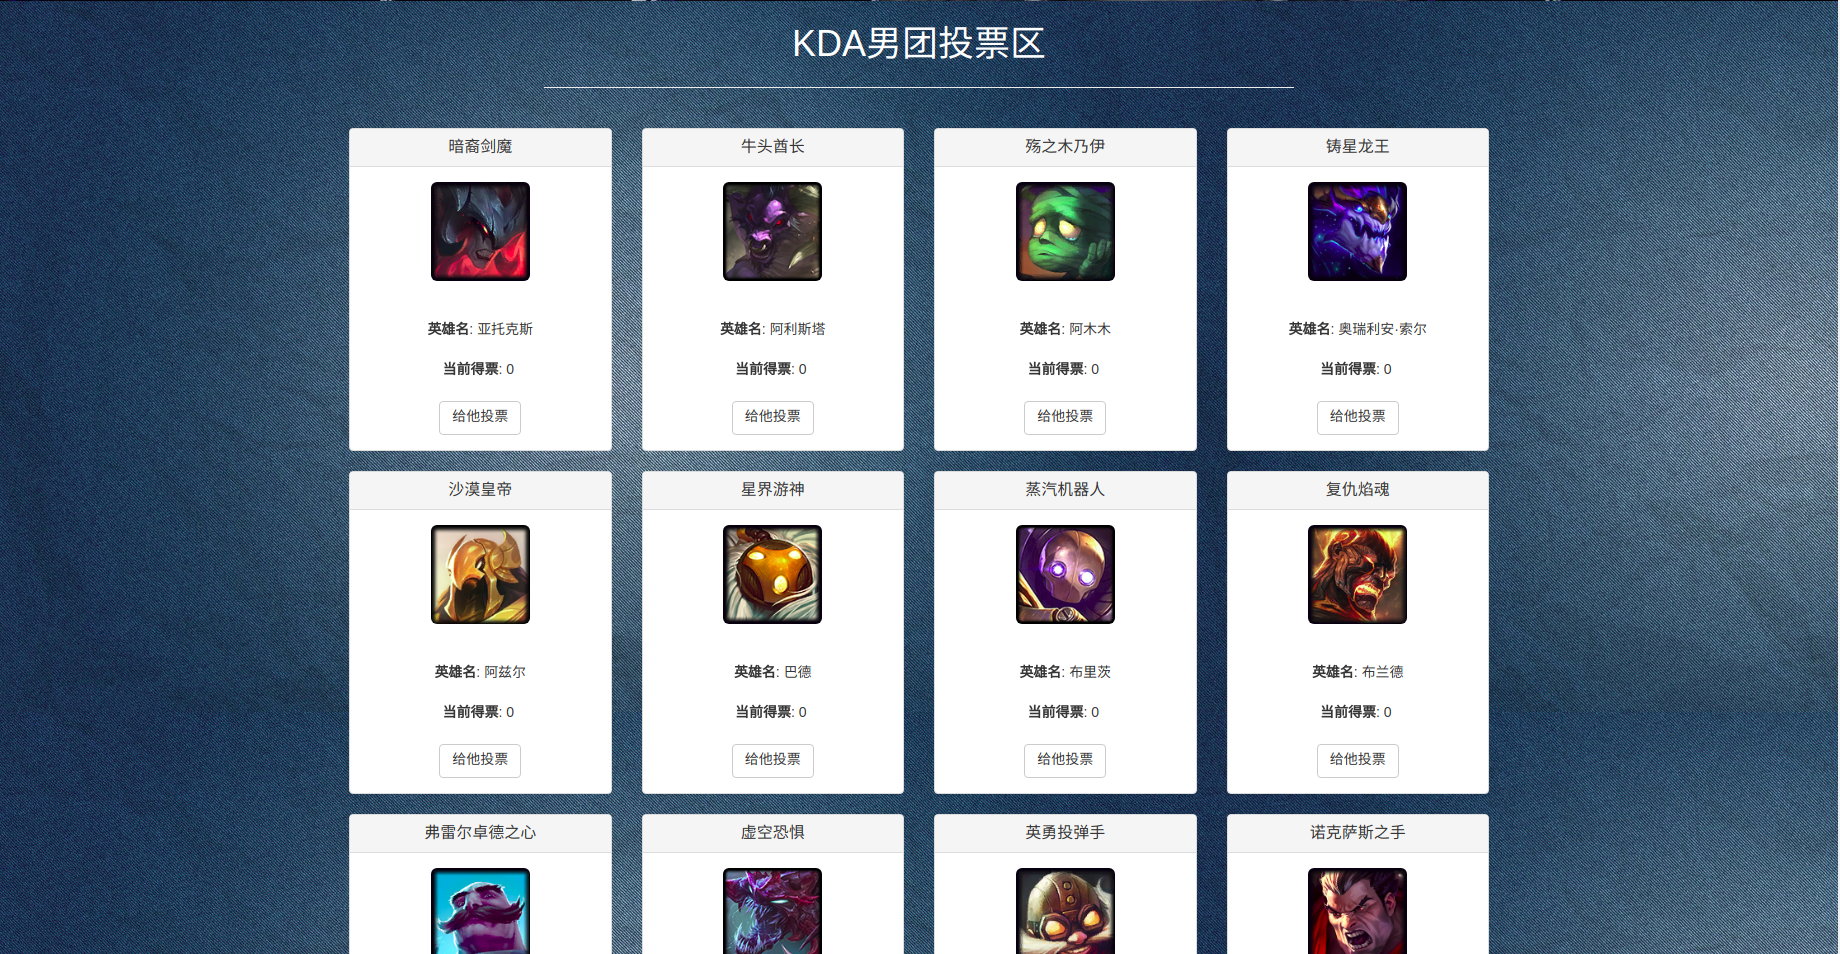 KDA男团投票区
暗裔剑魔
英雄名: 亚托克斯
当前得票: 0
给他投票
牛头酋长
英雄名: 阿利斯塔
当前得票: 0
给他投票
殇之木乃伊
英雄名: 阿木木
当前得票: 0
给他投票
铸星龙王
英雄名: 奥瑞利安·索尔
当前得票: 0
给他投票
沙漠皇帝
英雄名: 阿兹尔
当前得票: 0
给他投票
星界游神
英雄名: 巴德
当前得票: 0
给他投票
蒸汽机器人
英雄名: 布里茨
当前得票: 0
给他投票
复仇焰魂
英雄名: 布兰德
当前得票: 0
给他投票
弗雷尔卓德之心
虚空恐惧
英勇投弹手
诺克萨斯之手